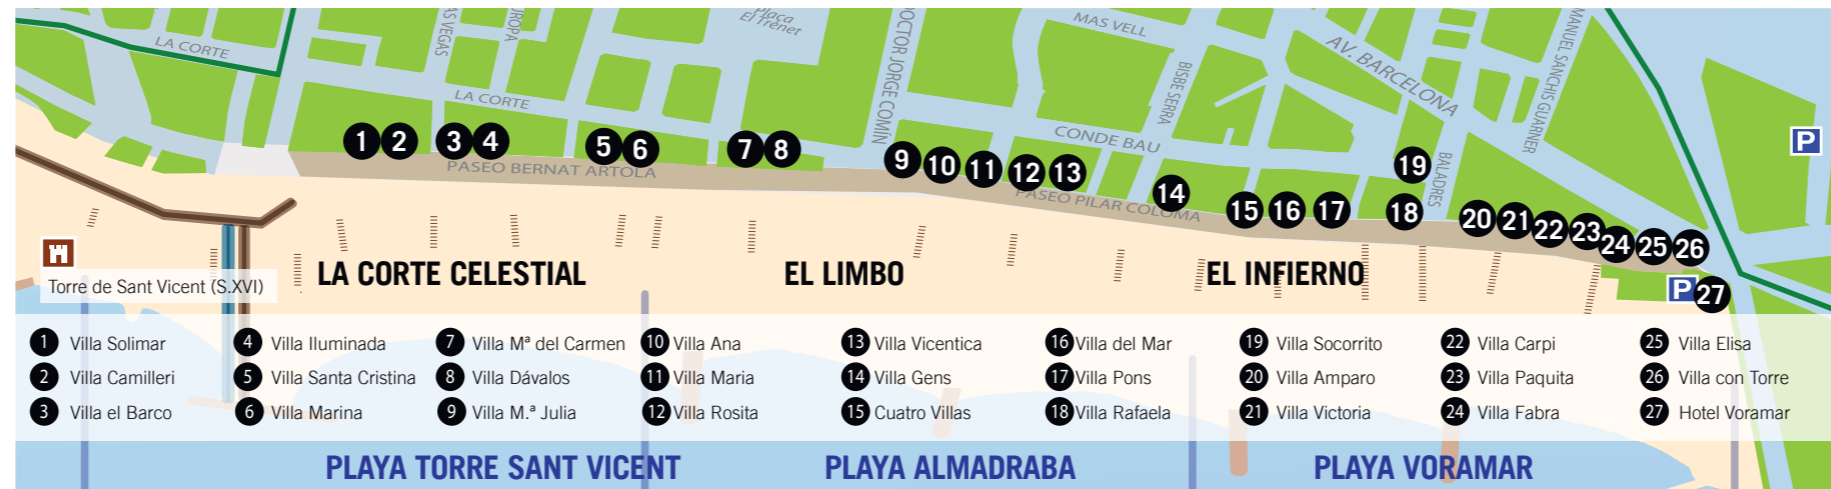 LA CORTE
AS VEGAS
UROPA
Plaça
El Trenet
DOCTOR JORGE COMÍN
MAS VELL
BISBE SERRA
AV. BARCELONA
MANUEL SANCHIS GUARNER
LA CORTE
CONDE BAU
BALADRES
P
1 2 3 4 5 6 7 8 9 10 11 12 13 14 15 16 17 18 19 20 21 22 23 24 25 26
PASEO BERNAT ARTOLA
PASEO PILAR COLOMA
Torre de Sant Vicent (S.XVI)
LA CORTE CELESTIAL
EL LIMBO
EL INFIERNO
P 27
1 Villa Solimar
2 Villa Camilleri
3 Villa el Barco
4 Villa Iluminada
5 Villa Santa Cristina
6 Villa Marina
7 Villa Mª del Carmen
8 Villa Dávalos
9 Villa M.ª Julia
10 Villa Ana
11 Villa Maria
12 Villa Rosita
13 Villa Vicentica
14 Villa Gens
15 Cuatro Villas
16 Villa del Mar
17 Villa Pons
18 Villa Rafaela
19 Villa Socorrito
20 Villa Amparo
21 Villa Victoria
22 Villa Carpi
23 Villa Paquita
24 Villa Fabra
25 Villa Elisa
26 Villa con Torre
27 Hotel Voramar
PLAYA TORRE SANT VICENT
PLAYA ALMADRABA
PLAYA VORAMAR